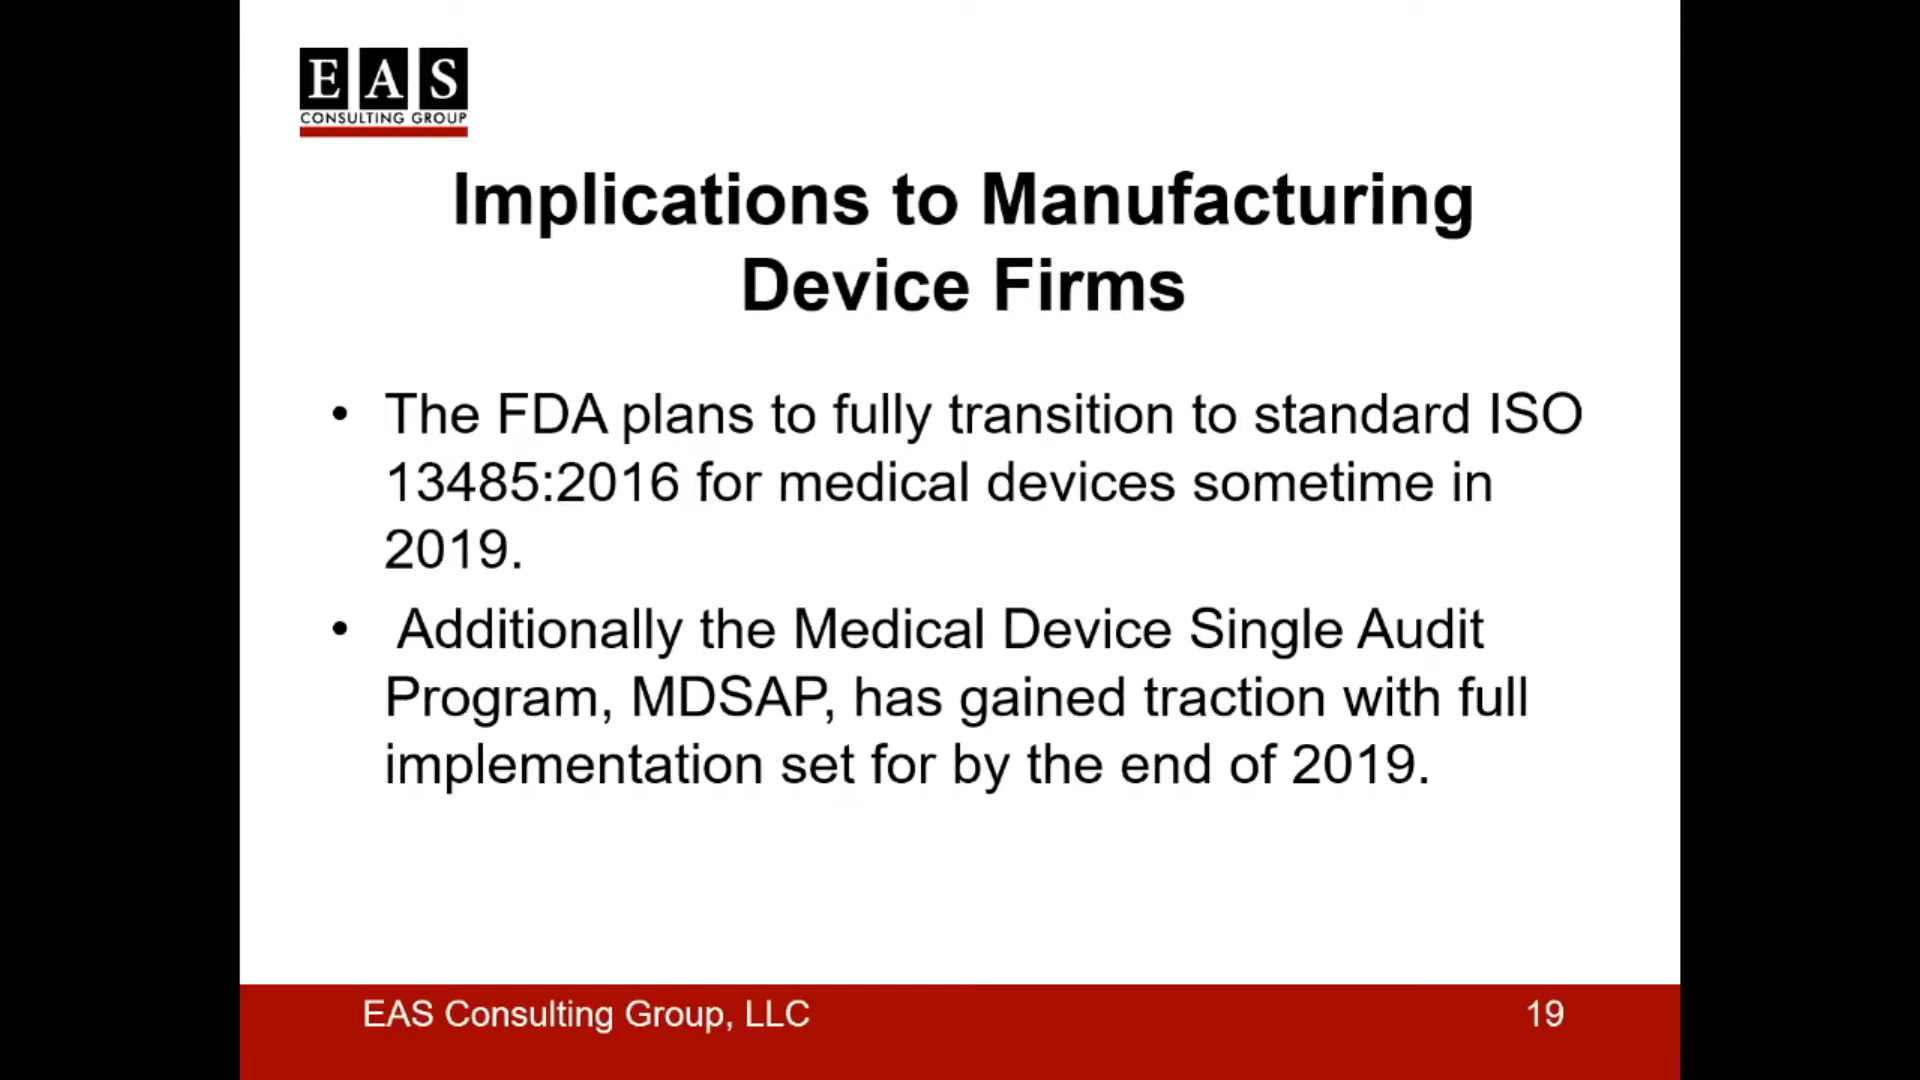 EAS
CONSULTING GROUP
Implications to Manufacturing
Device Firms
• The FDA plans to fully transition to standard ISO
13485:2016 for medical devices sometime in
2019.
• Additionally the Medical Device Single Audit
Program, MDSAP, has gained traction with full
implementation set for by the end of 2019.
EAS Consulting Group, LLC
19